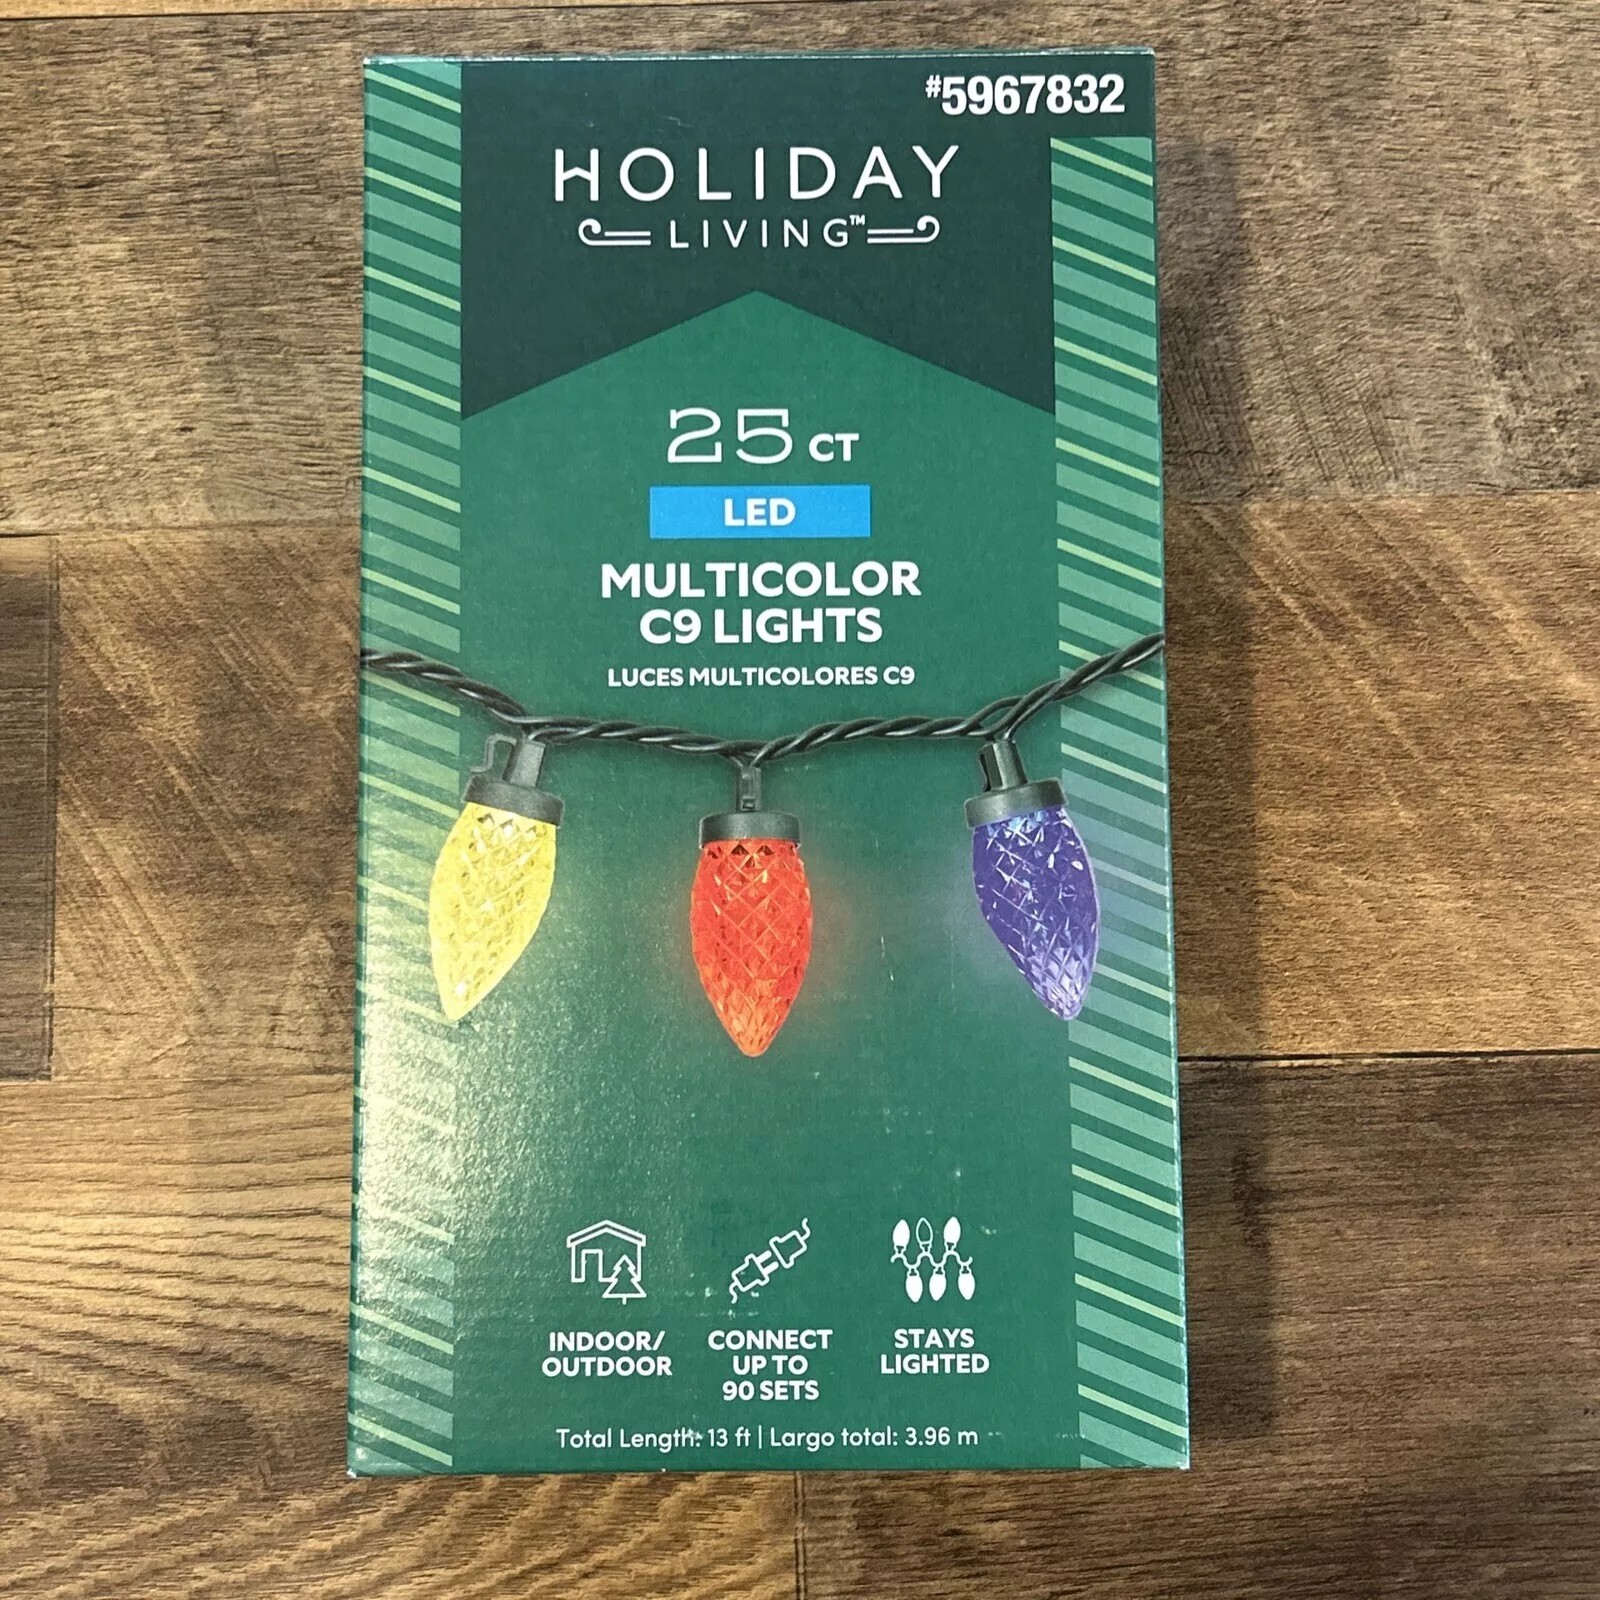 #5967832
HOLIDAY
LIVING™
25 CT
LED
MULTICOLOR
C9 LIGHTS
LUCES MULTICOLORES C9
INDOOR/
OUTDOOR
CONNECT
UP TO
90 SETS
STAYS
LIGHTED
Total Length: 13 ft | Largo total: 3.96 m